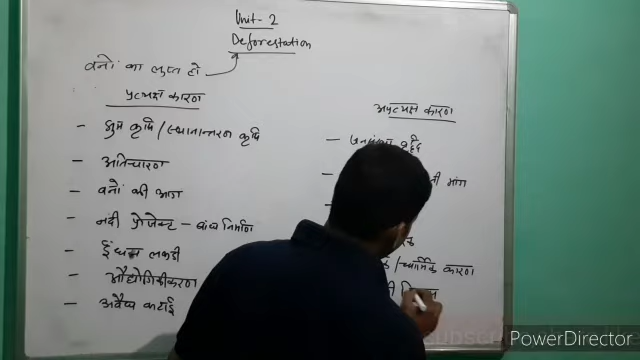 Unit-2
Deforestation
वनों का लुप्त हो
प्रत्यक्ष कारण
- झुम कृषि / स्थानान्तरण कृषि
- अतिचारण
- वनों की आग
- नदी प्रोजेक्ट - बांध निर्माण
- ईंधन लकड़ी
- औद्योगिकीकरण
- अवैध कटाई
अप्रत्यक्ष कारण
-
- मांग
-
/ धार्मिक कारण
PowerDirector